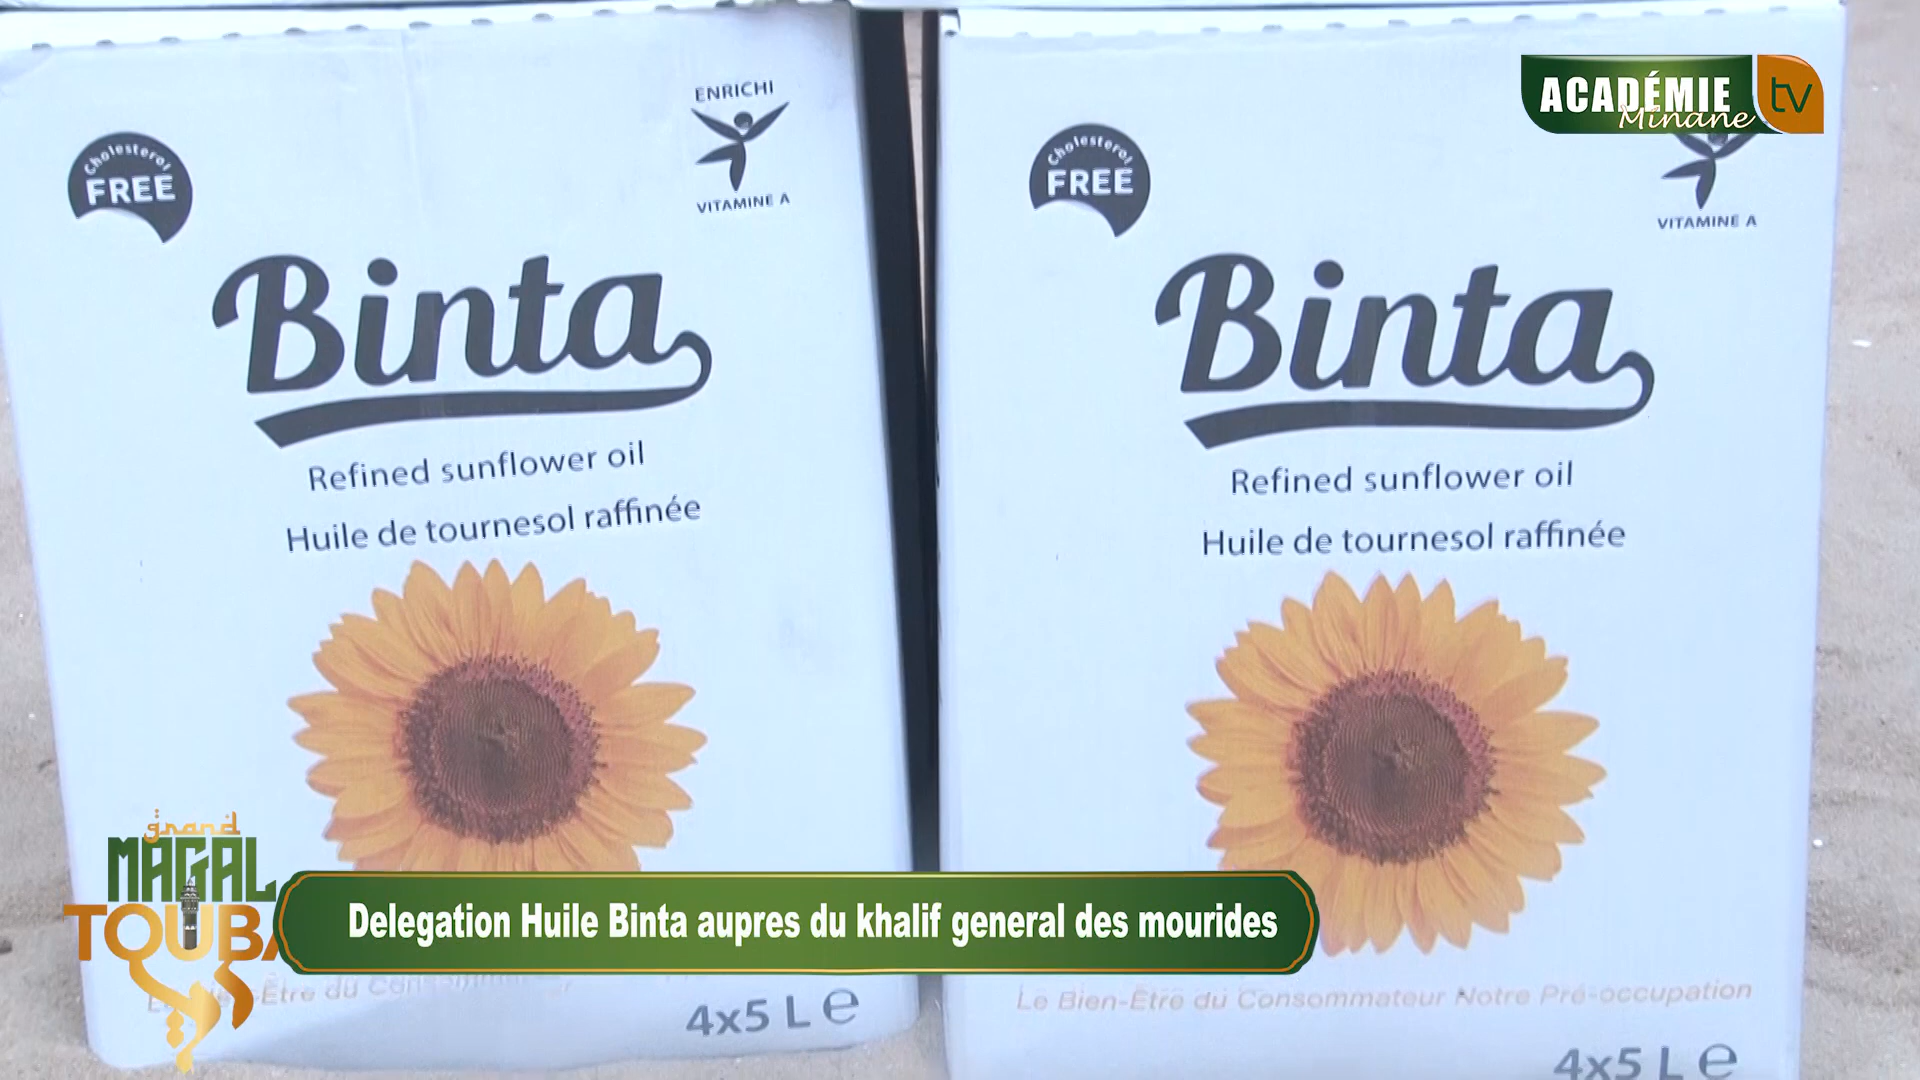 ENRICHI
Cholesterol
FREE
VITAMINE A
Binta
Refined sunflower oil
Huile de tournesol raffinée
4x5 L e
ACADÉMIE tv
Minane
Cholesterol
FREE
VITAMINE A
Binta
Refined sunflower oil
Huile de tournesol raffinée
Le Bien-Être du Consommateur Notre Pré-occupation
4x5 L e
grand
MAGAL
TOUBA
Delegation Huile Binta aupres du khalif general des mourides